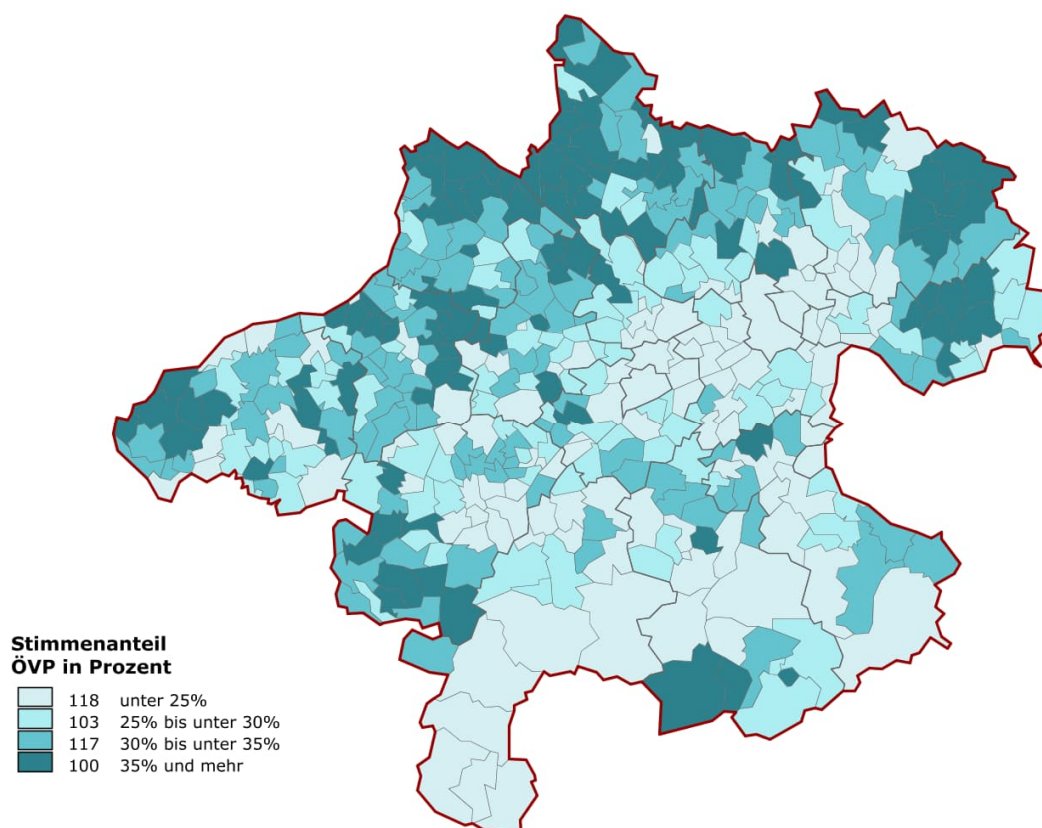 Stimmenanteil
ÖVP in Prozent
118 unter 25%
103 25% bis unter 30%
117 30% bis unter 35%
100 35% und mehr